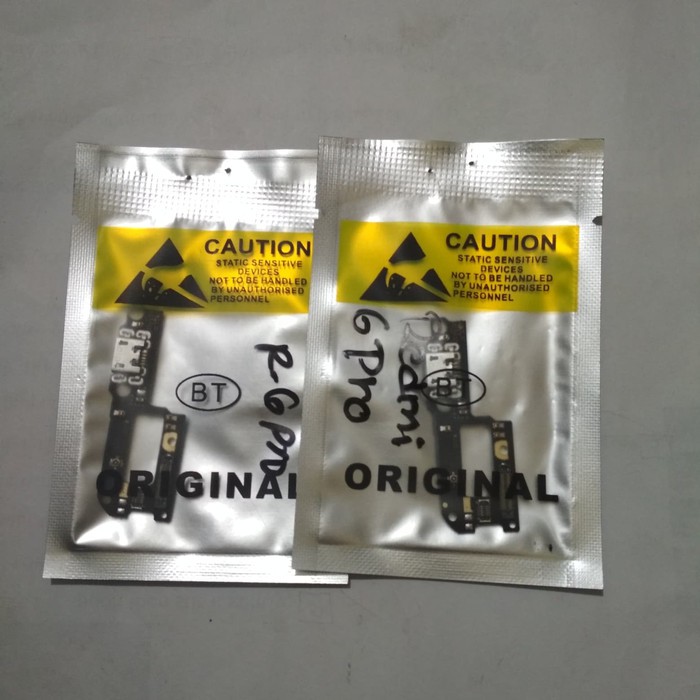 CAUTION
STATIC SENSITIVE
DEVICES
NOT TO BE HANDLED
BY UNAUTHORISED
PERSONNEL
BT
R-6 Pro
ORIGINAL
CAUTION
STATIC SENSITIVE
DEVICES
NOT TO BE HANDLED
BY UNAUTHORISED
PERSONNEL
Redmi
6 Pro
BT
ORIGINAL